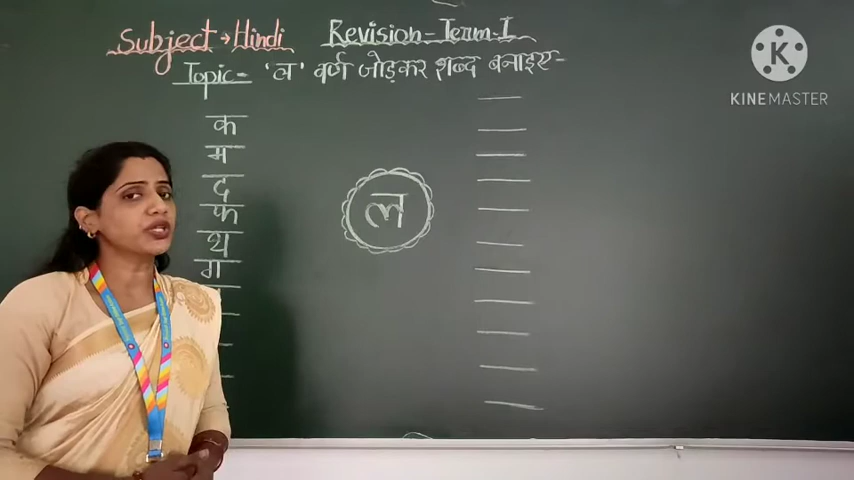 Subject→Hindi Revision-Term-I
Topic- 'ल' वर्ण जोड़कर शब्द बनाइए-
क
म
द
फ
थ
ग
ल
K
KINEMASTER